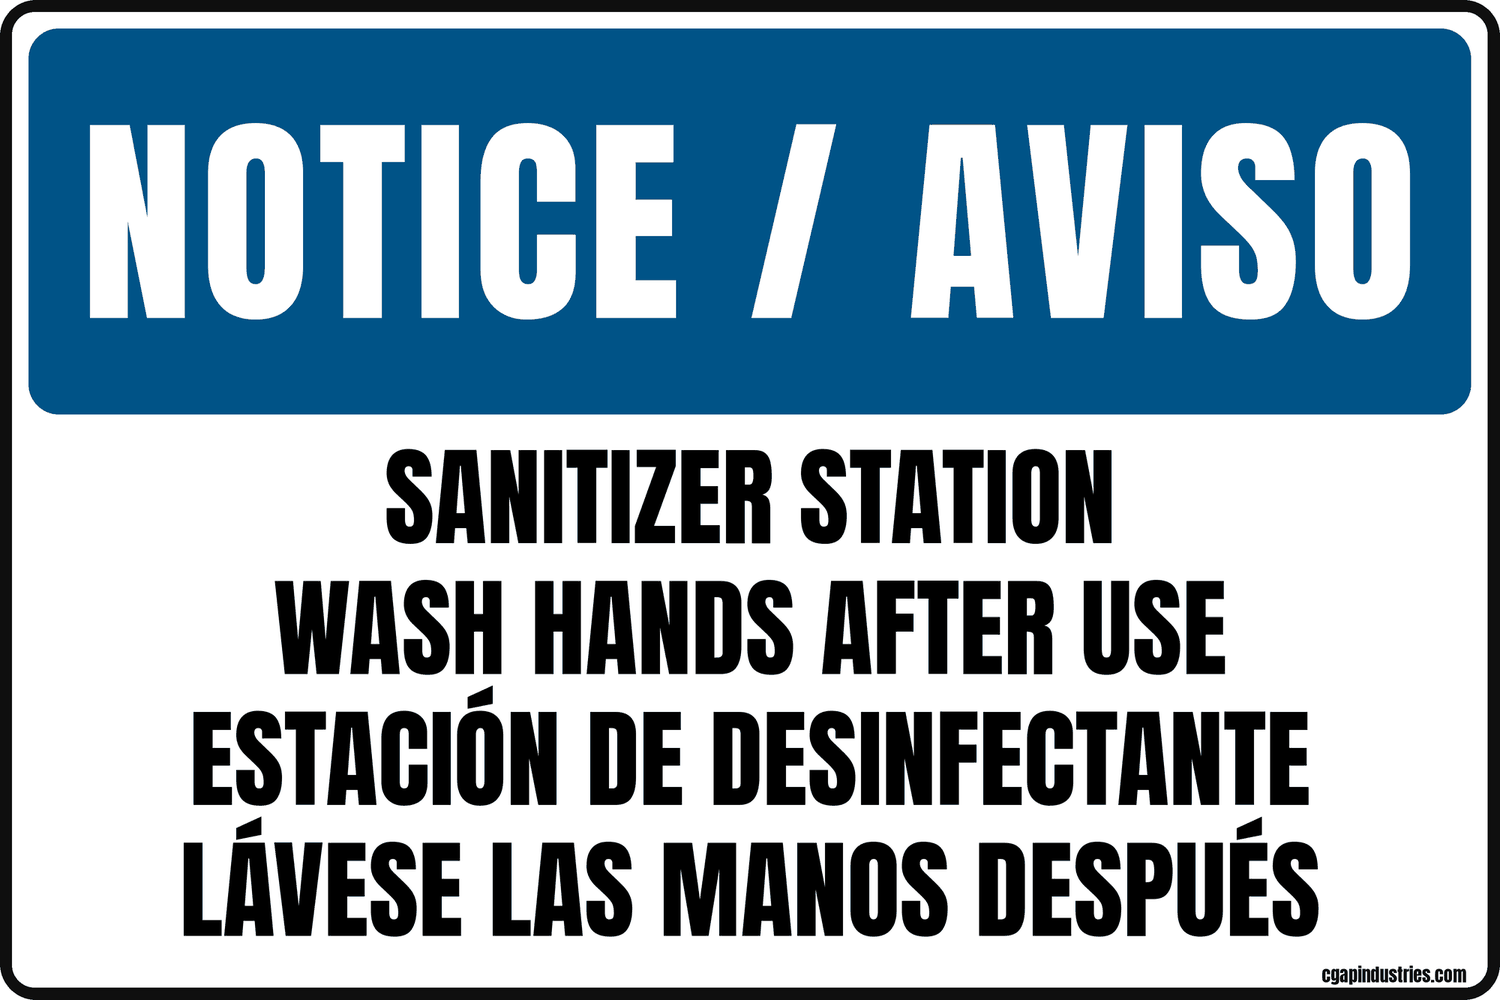 NOTICE / AVISO
SANITIZER STATION
WASH HANDS AFTER USE
ESTACIÓN DE DESINFECTANTE
LÁVESE LAS MANOS DESPUÉS
cgapindustries.com